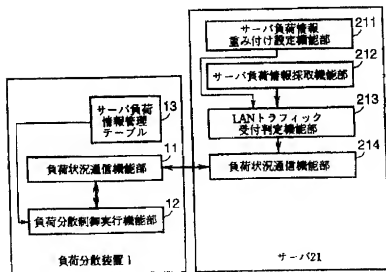 サーバ負荷情報
重み付け設定機能部
211
212
サーバ負荷情報採取機能部
213
LANトラフィック
受付判定機能部
214
負荷状況通信機能部
サーバ21
13
サーバ負荷
情報管理
テーブル
11
負荷状況通信機能部
12
負荷分散制御実行機能部
負荷分散装置1